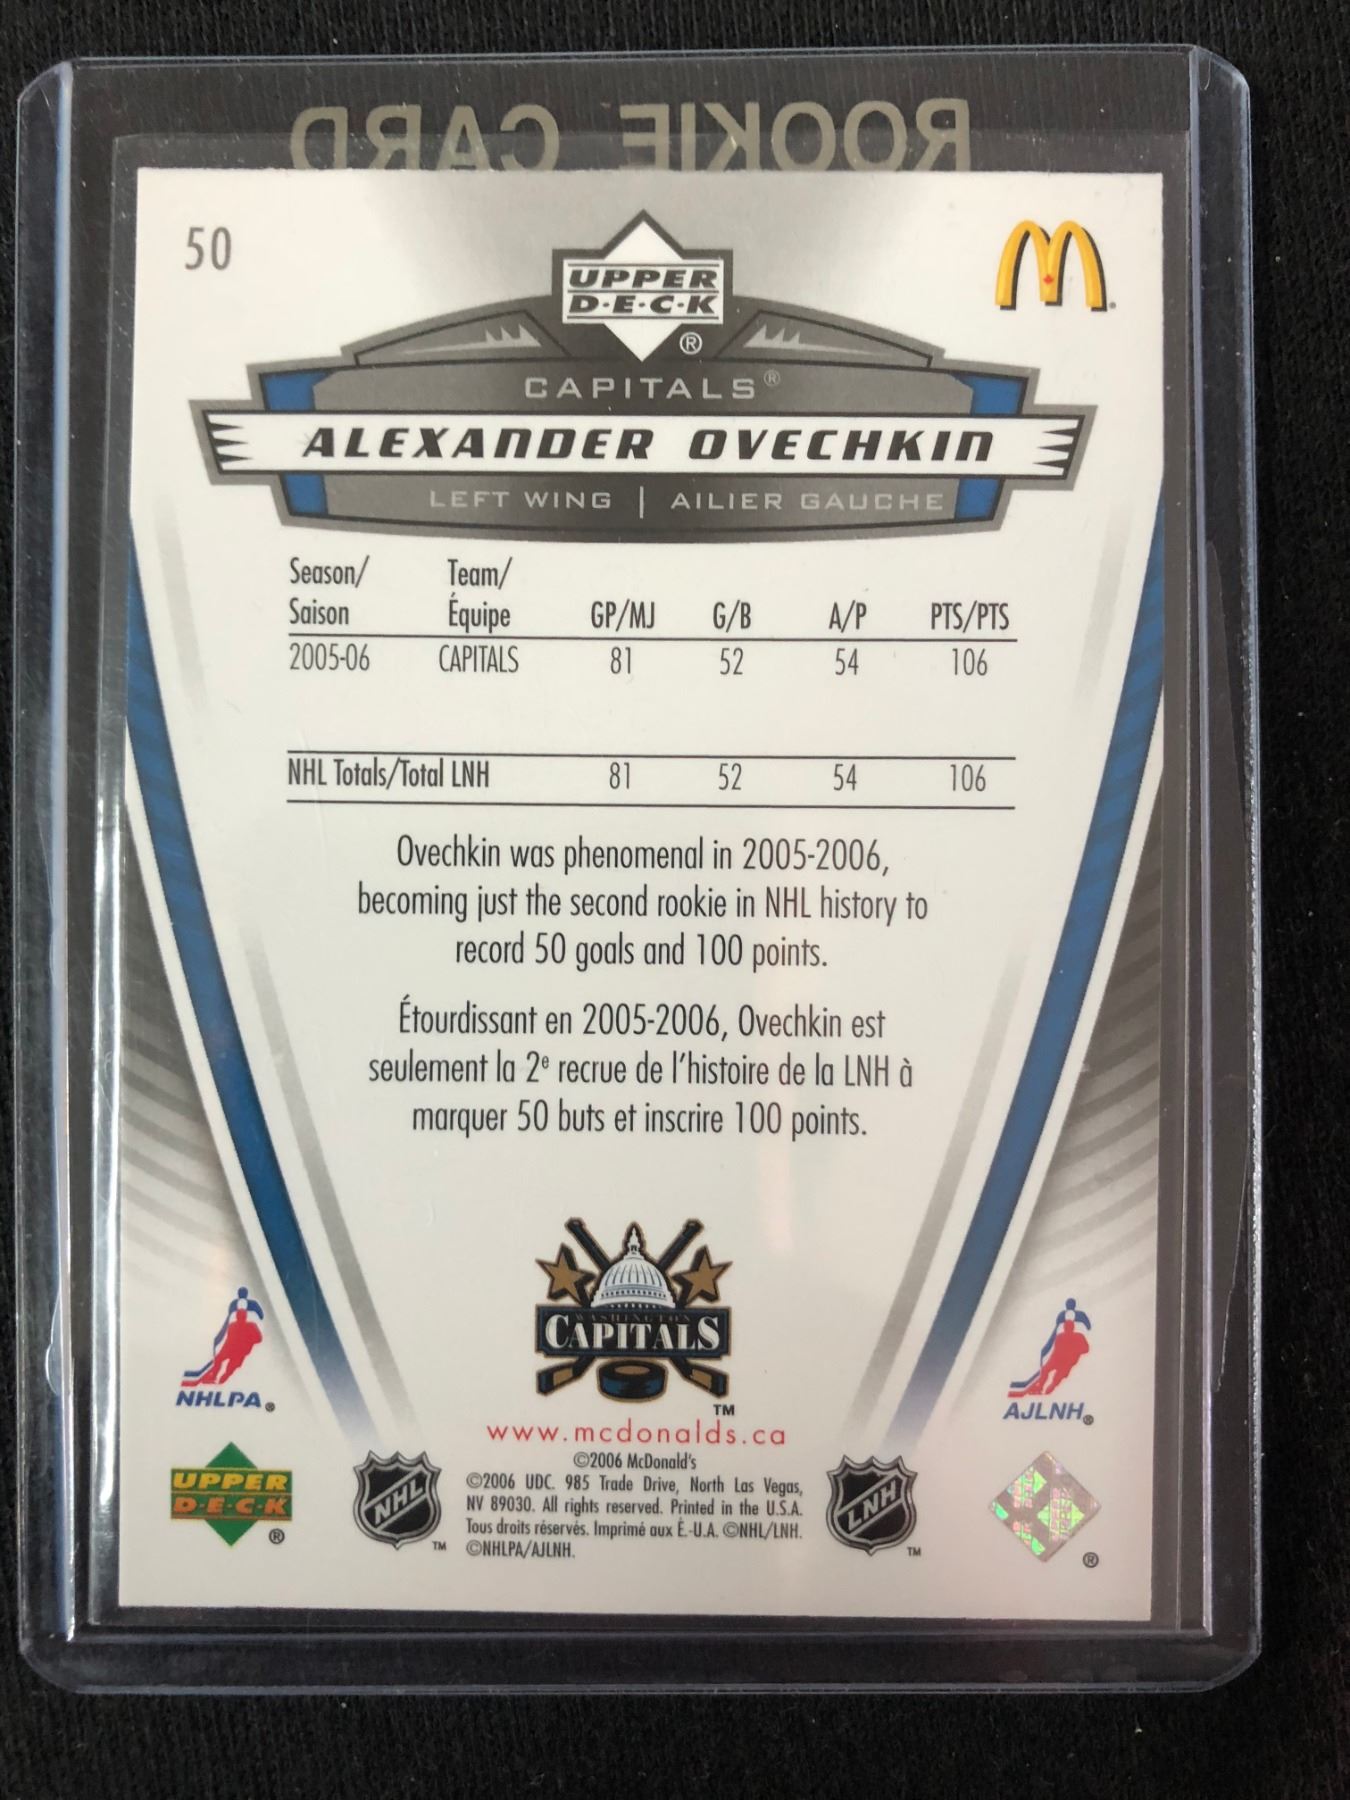 ROOKIE CARD
50
UPPER
D·E·C·K
®
M
CAPITALS®
ALEXANDER OVECHKIN
LEFT WING | AILIER GAUCHE
Season/ Team/
Saison Équipe GP/MJ G/B A/P PTS/PTS
2005-06 CAPITALS 81 52 54 106
NHL Totals/Total LNH 81 52 54 106
Ovechkin was phenomenal in 2005-2006,
becoming just the second rookie in NHL history to
record 50 goals and 100 points.
Étourdissant en 2005-2006, Ovechkin est
seulement la 2e recrue de l'histoire de la LNH à
marquer 50 buts et inscrire 100 points.
WASHINGTON
CAPITALS
TM
NHLPA®
AJLNH®
www.mcdonalds.ca
©2006 McDonald's
©2006 UDC. 985 Trade Drive, North Las Vegas,
NV 89030. All rights reserved. Printed in the U.S.A.
Tous droits réservés. Imprimé aux É.-U.A. ©NHL/LNH.
©NHLPA/AJLNH.
UPPER
D·E·C·K
®
NHL
TM
LNH
TM
®